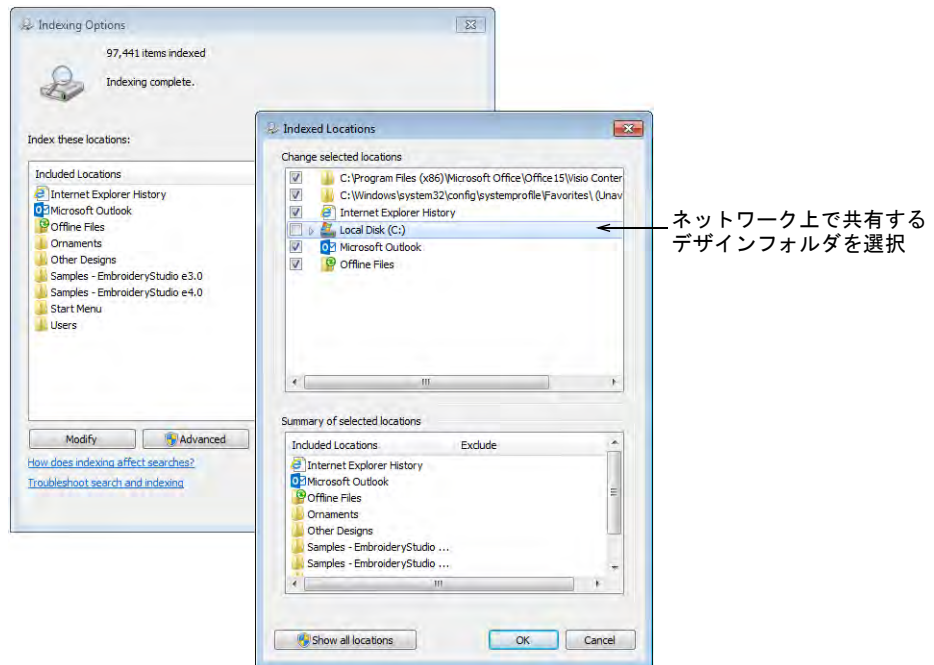 Indexing Options
97,441 items indexed
Indexing complete.
Index these locations:
Included Locations
Internet Explorer History
Microsoft Outlook
Offline Files
Ornaments
Other Designs
Samples - EmbroideryStudio e3.0
Samples - EmbroideryStudio e4.0
Start Menu
Users
Modify
Advanced
How does indexing affect searches?
Troubleshoot search and indexing
Indexed Locations
Change selected locations
C:\Program Files (x86)\Microsoft Office\Office15\Visio Conter
C:\Windows\system32\config\systemprofile\Favorites\ (Unav
Internet Explorer History
Local Disk (C:)
Microsoft Outlook
Offline Files
Summary of selected locations
Included Locations Exclude
Internet Explorer History
Microsoft Outlook
Offline Files
Ornaments
Other Designs
Samples - EmbroideryStudio ...
Samples - EmbroideryStudio ...
Show all locations
OK
Cancel
ネットワーク上で共有する
デザインフォルダを選択